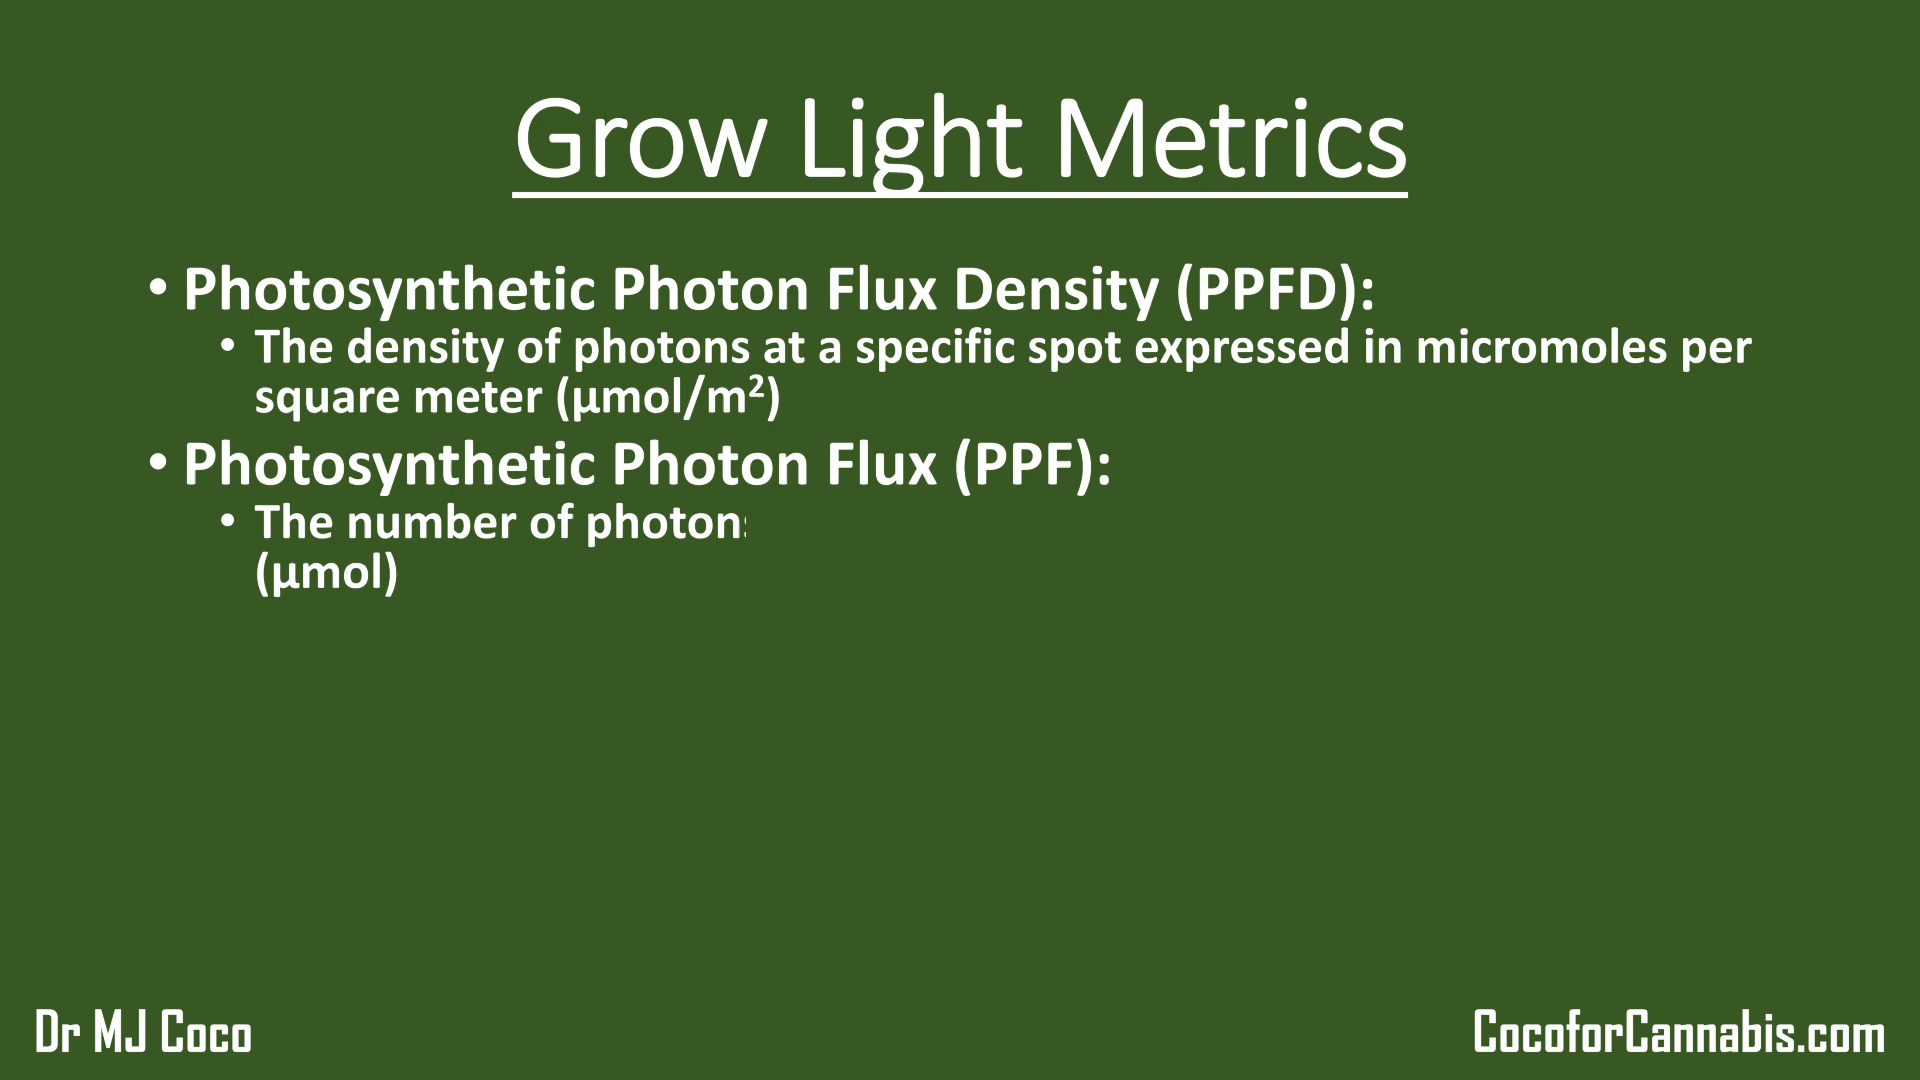 Grow Light Metrics
• Photosynthetic Photon Flux Density (PPFD):
• The density of photons at a specific spot expressed in micromoles per
square meter (µmol/m²)
• Photosynthetic Photon Flux (PPF):
• The number of photons
(µmol)
Dr MJ Coco
CocoforCannabis.com